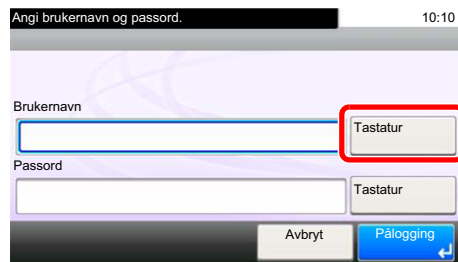 Angi brukernavn og passord. 10:10
Brukernavn
Tastatur
Passord
Tastatur
Avbryt Pålogging